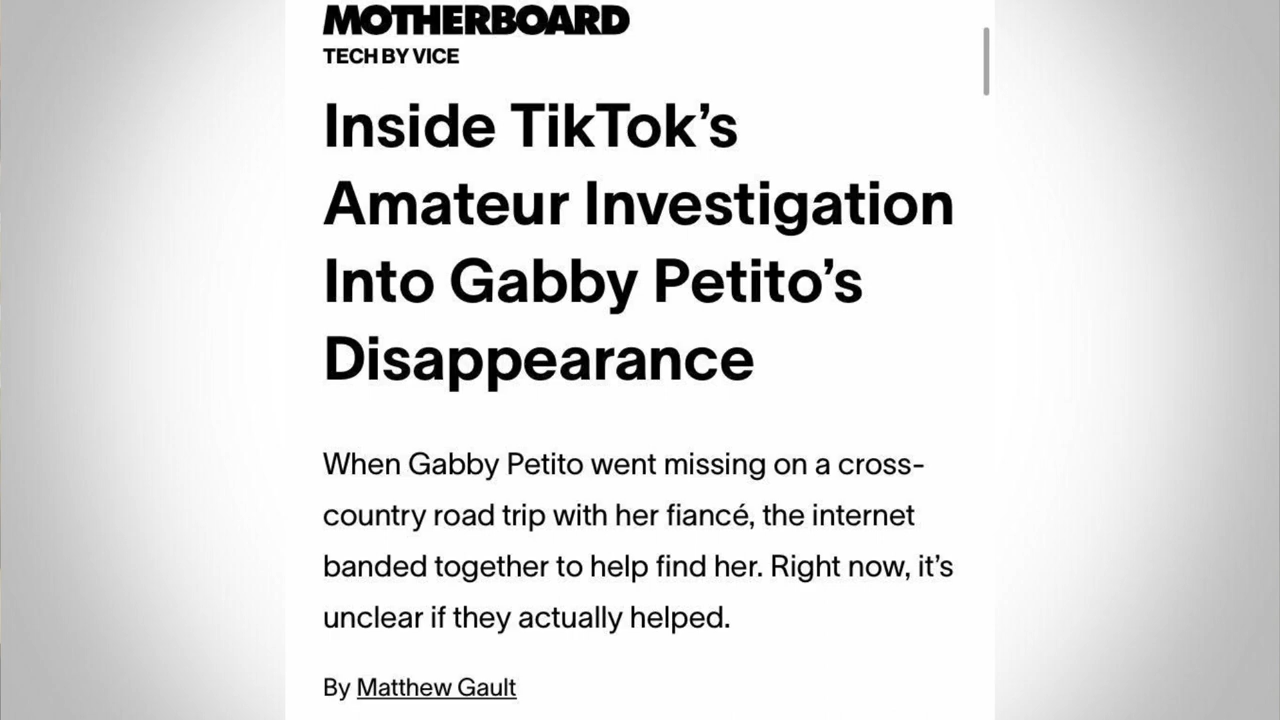 MOTHERBOARD
TECH BY VICE
Inside TikTok’s
Amateur Investigation
Into Gabby Petito’s
Disappearance
When Gabby Petito went missing on a cross-
country road trip with her fiancé, the internet
banded together to help find her. Right now, it’s
unclear if they actually helped.
By Matthew Gault